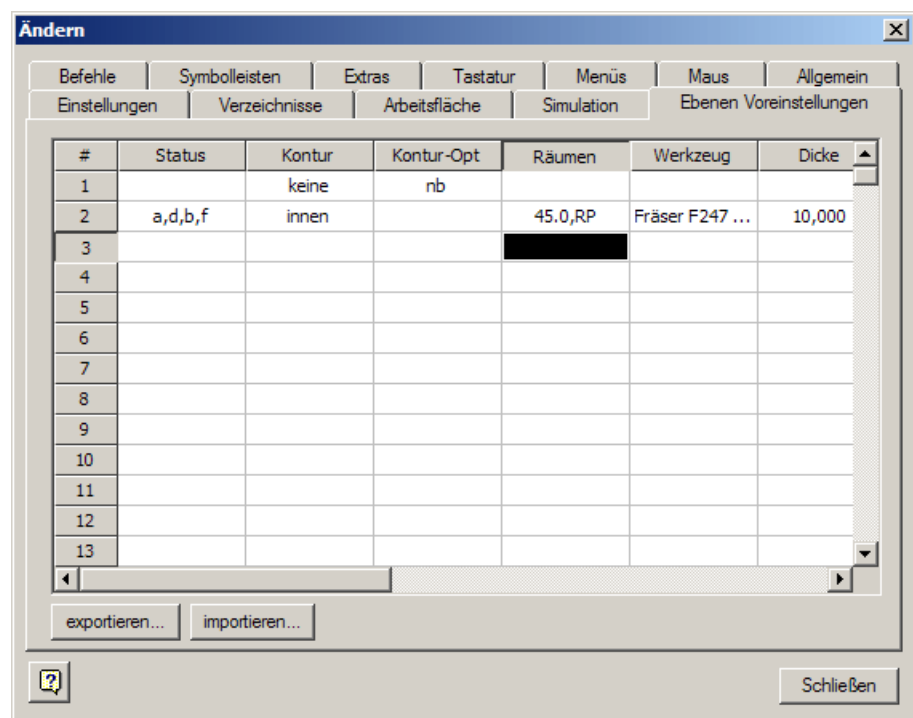 Ändern
Befehle Symbolleisten Extras Tastatur Menüs Maus Allgemein
Einstellungen Verzeichnisse Arbeitsfläche Simulation Ebenen Voreinstellungen
# Status Kontur Kontur-Opt Räumen Werkzeug Dicke
1 keine nb
2 a,d,b,f innen 45.0,RP Fräser F247 ... 10,000
3
4
5
6
7
8
9
10
11
12
13
exportieren... importieren...
Schließen